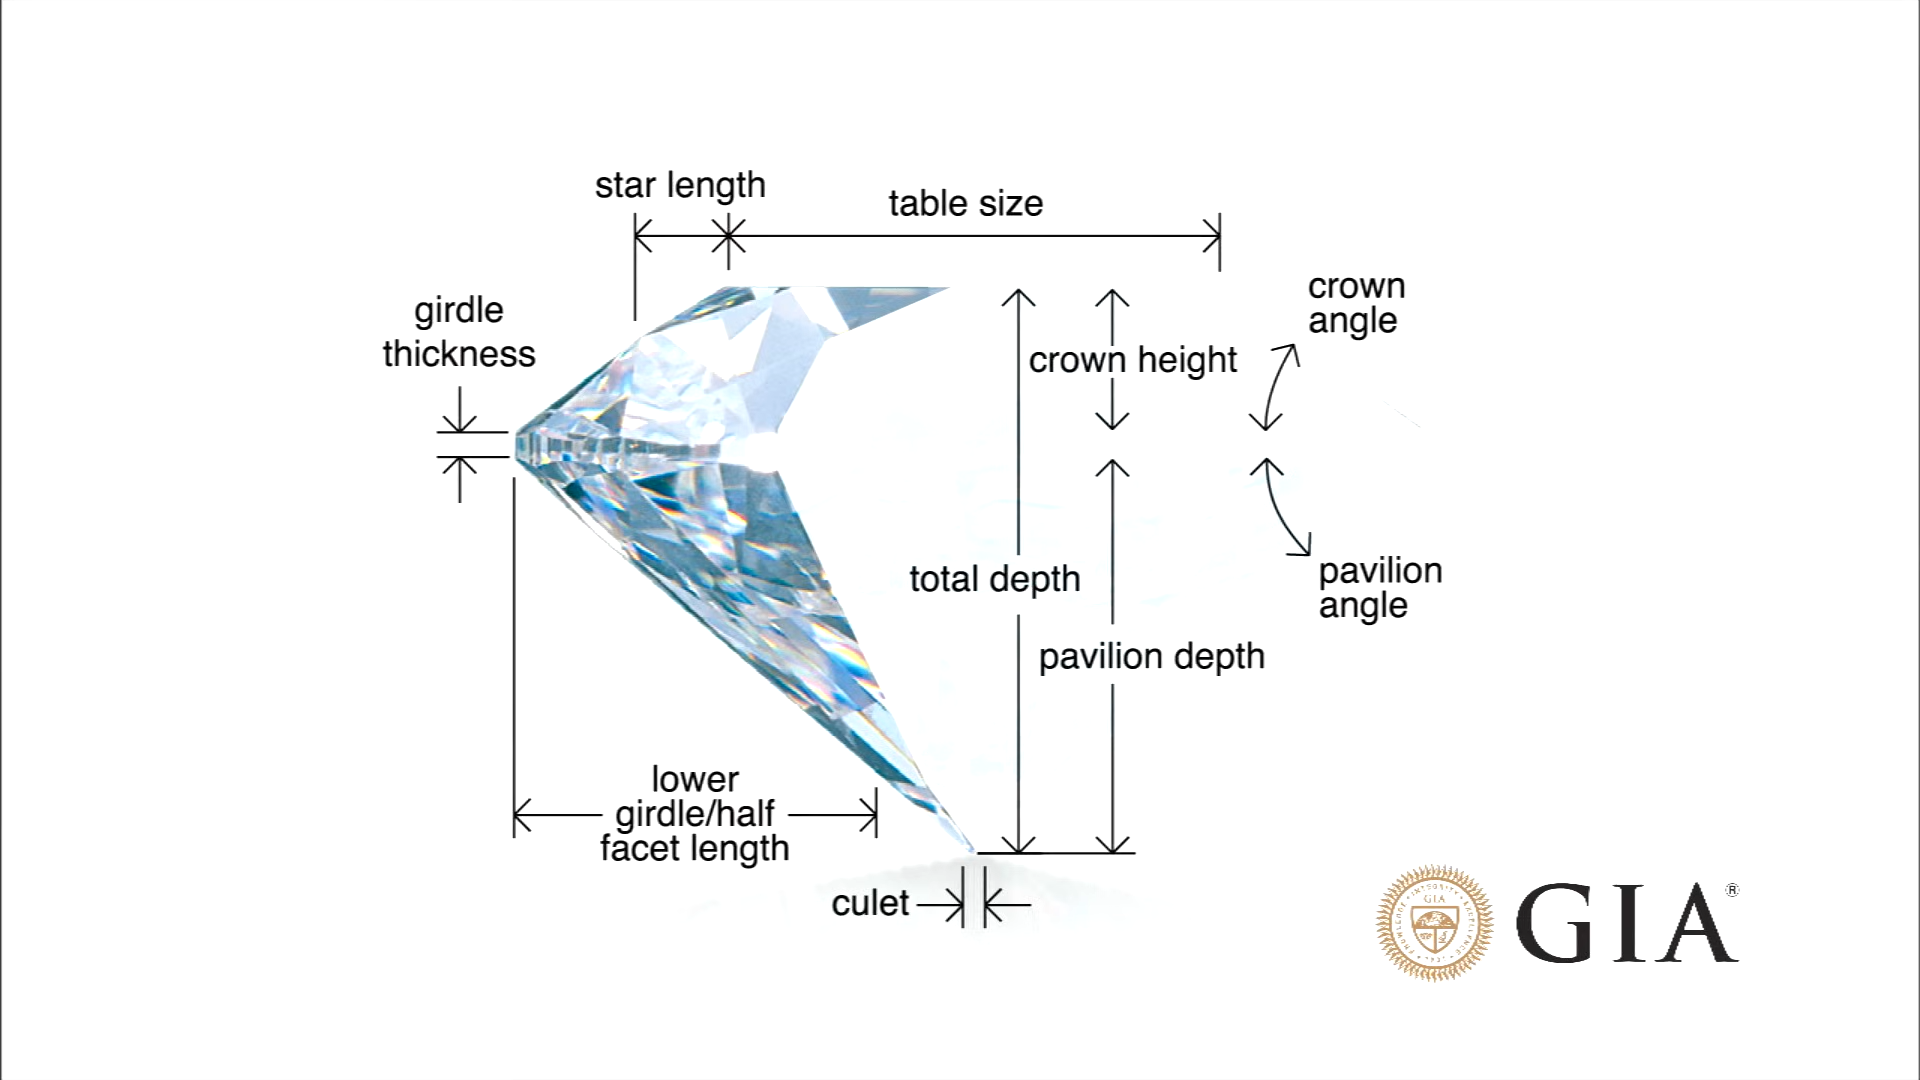 star length
table size
crown
angle
girdle
thickness
crown height
total depth
pavilion
angle
pavilion depth
lower
girdle/half
facet length
culet
GIA
GIA®